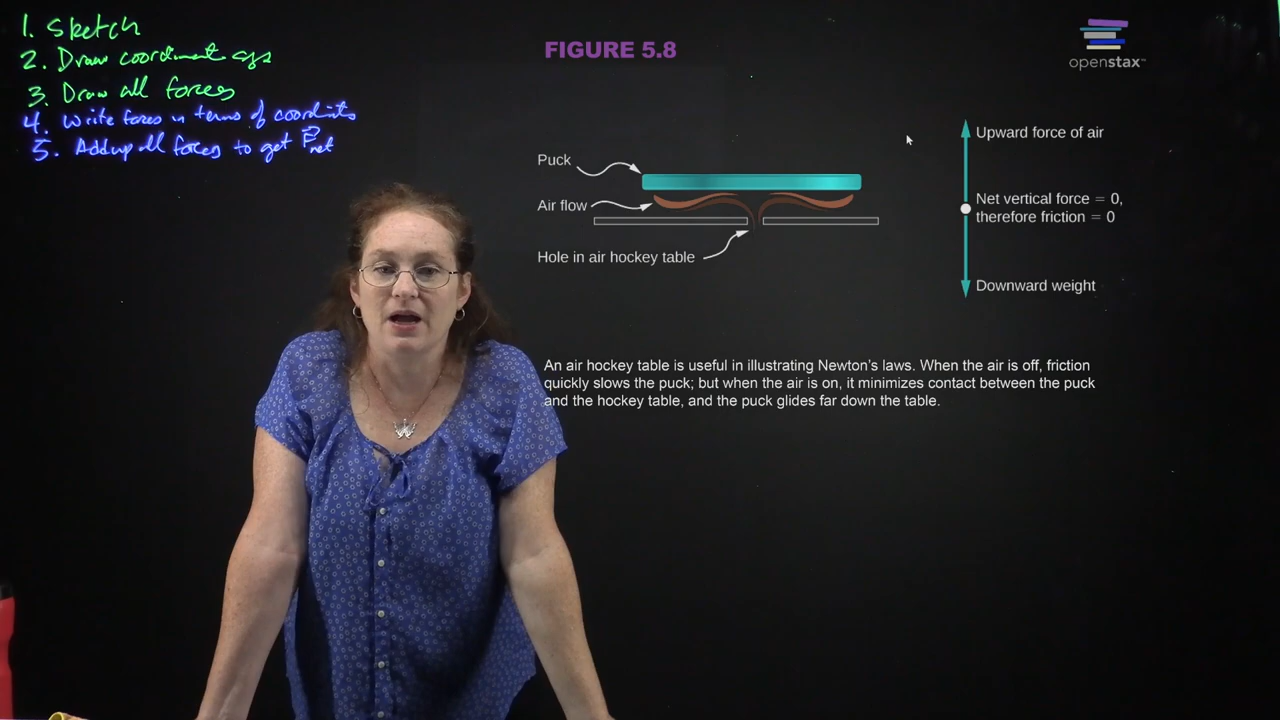 1. Sketch
2. Draw coordinate sys
3. Draw all forces
4. Write forces in terms of coordinates
5. Add up all forces to get F net
FIGURE 5.8
openstax™
Puck
Air flow
Hole in air hockey table
Upward force of air
Net vertical force = 0,
therefore friction = 0
Downward weight
An air hockey table is useful in illustrating Newton's laws. When the air is off, friction
quickly slows the puck; but when the air is on, it minimizes contact between the puck
and the hockey table, and the puck glides far down the table.